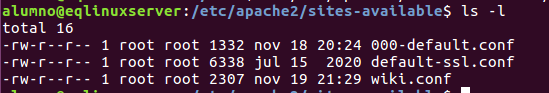 alumno@eqlinuxserver:/etc/apache2/sites-available$ ls -l
total 16
-rw-r--r-- 1 root root 1332 nov 18 20:24 000-default.conf
-rw-r--r-- 1 root root 6338 jul 15  2020 default-ssl.conf
-rw-r--r-- 1 root root 2307 nov 19 21:29 wiki.conf